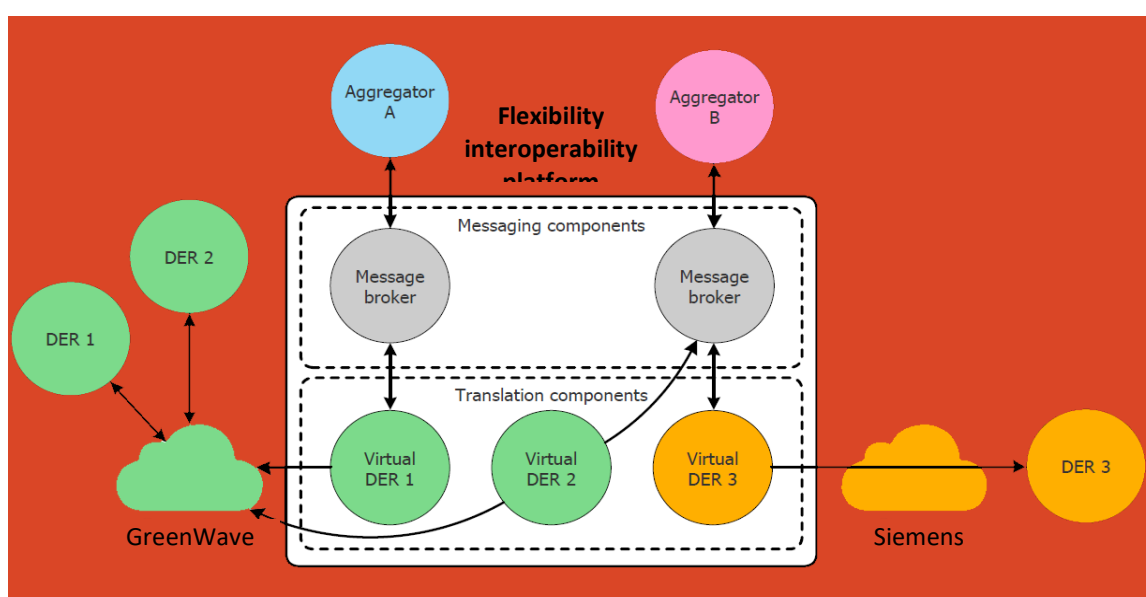 Aggregator
A
Aggregator
B
Flexibility
interoperability
platform
Messaging components
DER 2
Message
broker
Message
broker
DER 1
Translation components
Virtual
DER 1
Virtual
DER 2
Virtual
DER 3
DER 3
GreenWave
Siemens